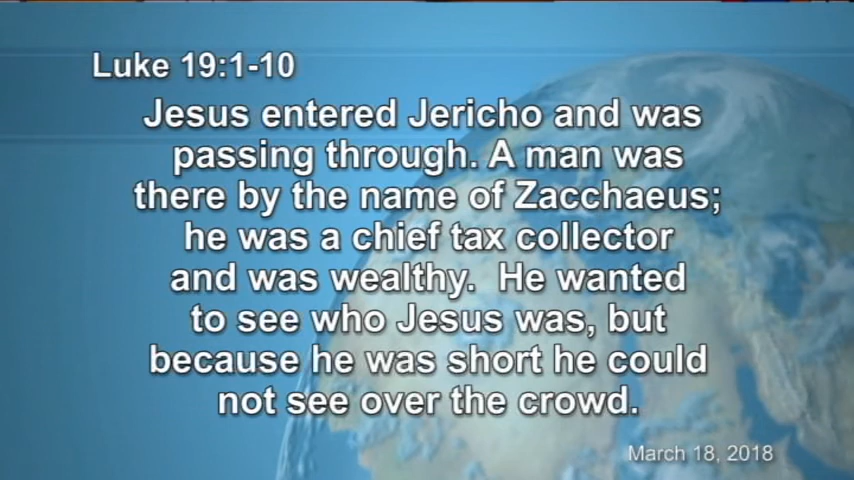 Luke 19:1-10
Jesus entered Jericho and was
passing through. A man was
there by the name of Zacchaeus;
he was a chief tax collector
and was wealthy.  He wanted
to see who Jesus was, but
because he was short he could
not see over the crowd.
March 18, 2018